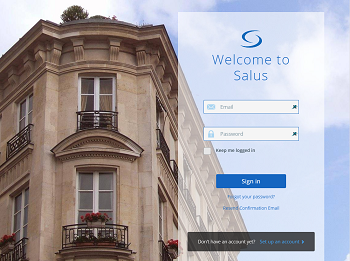 Welcome to
Salus
Email
Password
Keep me logged in
Sign in
Forgot your password?
Resend Confirmation Email
Don't have an account yet? Set up an account >